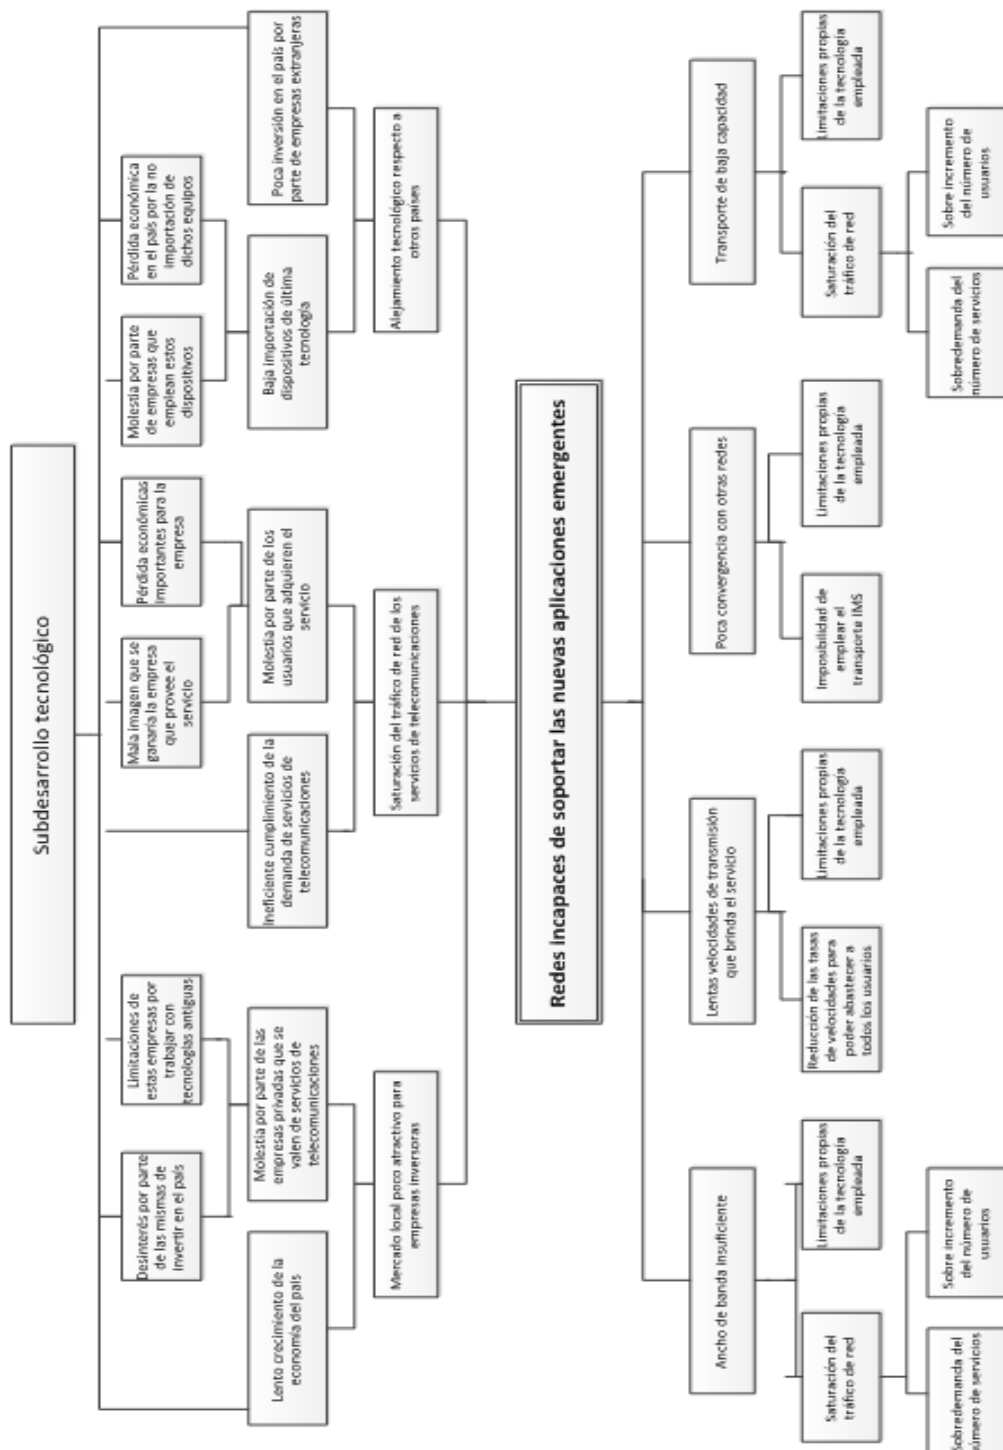 Subdesarrollo tecnológico
Desinterés por parte
de las mismas de
invertir en el país
Limitaciones de
estas empresas por
trabajar con
tecnologías antiguas
Mala imagen que se
ganaría la empresa
que provee el
servicio
Pérdida económicas
importantes para la
empresa
Molestia por parte
de empresas que
emplean estos
dispositivos
Pérdida económica
en el país por la no
importación de
dichos equipos
Lento crecimiento de la
economía del país
Molestia por parte de las
empresas privadas que se
valen de servicios de
telecomunicaciones
Ineficiente cumplimiento de la
demanda de servicios de
telecomunicaciones
Molestia por parte de los
usuarios que adquieren el
servicio
Baja importación de
dispositivos de última
tecnología
Poca inversión en el país por
parte de empresas extranjeras
Mercado local poco atractivo para
empresas inversoras
Saturación del tráfico de red de los
servicios de telecomunicaciones
Alejamiento tecnológico respecto a
otros países
Redes incapaces de soportar las nuevas aplicaciones emergentes
Ancho de banda insuficiente
Lentas velocidades de transmisión
que brinda el servicio
Poca convergencia con otras redes
Transporte de baja capacidad
Saturación del
tráfico de red
Limitaciones propias
de la tecnología
empleada
Reducción de las tasas
de velocidades para
poder abastecer a
todos los usuarios
Limitaciones propias
de la tecnología
empleada
Imposibilidad de
emplear el
transporte IMS
Limitaciones propias
de la tecnología
empleada
Saturación del
tráfico de red
Limitaciones propias
de la tecnología
empleada
Sobredemanda del
número de servicios
Sobre incremento
del número de
usuarios
Sobredemanda del
número de servicios
Sobre incremento
del número de
usuarios